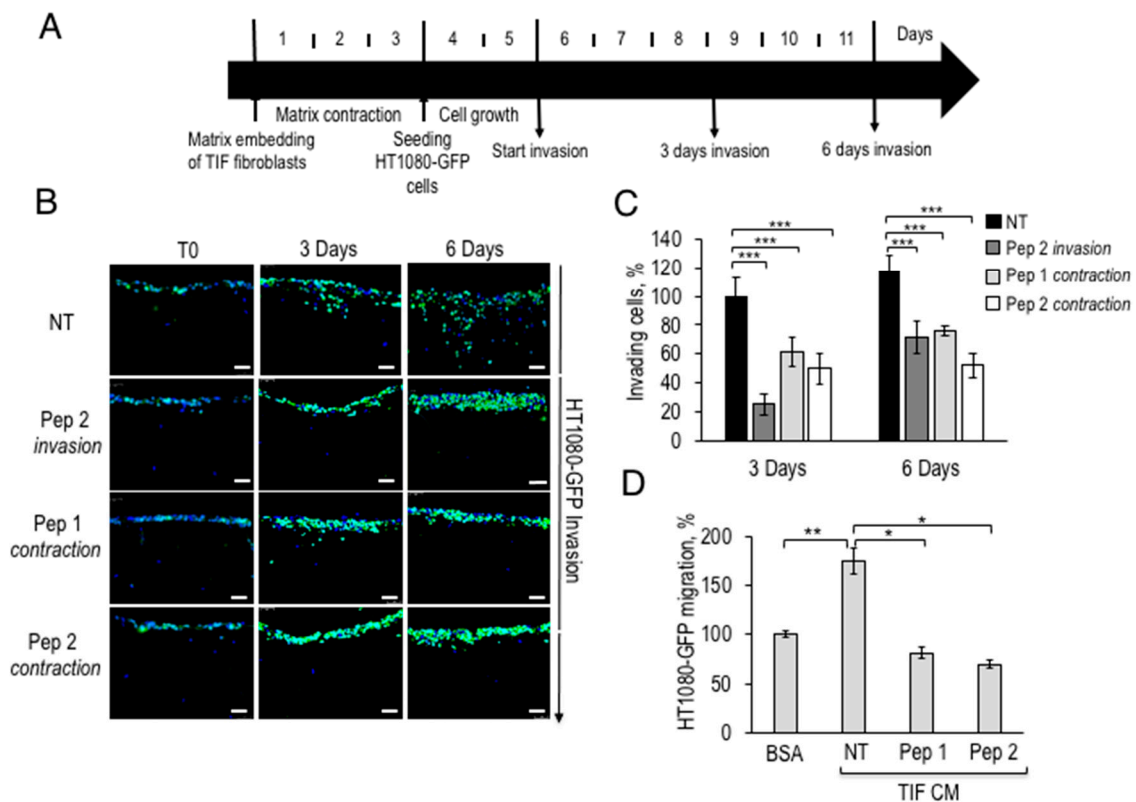 A
1 2 3 4 5 6 7 8 9 10 11 Days
Matrix contraction
Cell growth
Matrix embedding
of TIF fibroblasts
Seeding
HT1080-GFP
cells
Start invasion
3 days invasion
6 days invasion
B
T0
3 Days
6 Days
NT
Pep 2
invasion
Pep 1
contraction
Pep 2
contraction
HT1080-GFP Invasion
C
Invading cells, %
140
120
100
80
60
40
20
0
***
***
***
***
***
***
3 Days
6 Days
NT
Pep 2 invasion
Pep 1 contraction
Pep 2 contraction
D
HT1080-GFP migration, %
200
150
100
50
0
**
*
*
BSA
NT
Pep 1
Pep 2
TIF CM